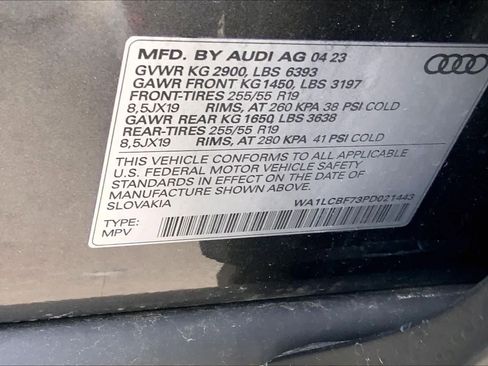 MFD. BY AUDI AG 04 23
GVWR KG 2900, LBS 6393
GAWR FRONT KG1450, LBS 3197
FRONT-TIRES 255/55 R19
8,5JX19 RIMS, AT 260 KPA 38 PSI COLD
GAWR REAR KG 1650, LBS 3638
REAR-TIRES 255/55 R19
8,5JX19 RIMS, AT 280 KPA 41 PSI COLD
THIS VEHICLE CONFORMS TO ALL APPLICABLE
U.S. FEDERAL MOTOR VEHICLE SAFETY
STANDARDS IN EFFECT ON THE DATE OF
MANUFACTURE SHOWN ABOVE.
SLOVAKIA WA1LCBF73PD021443
TYPE:
MPV